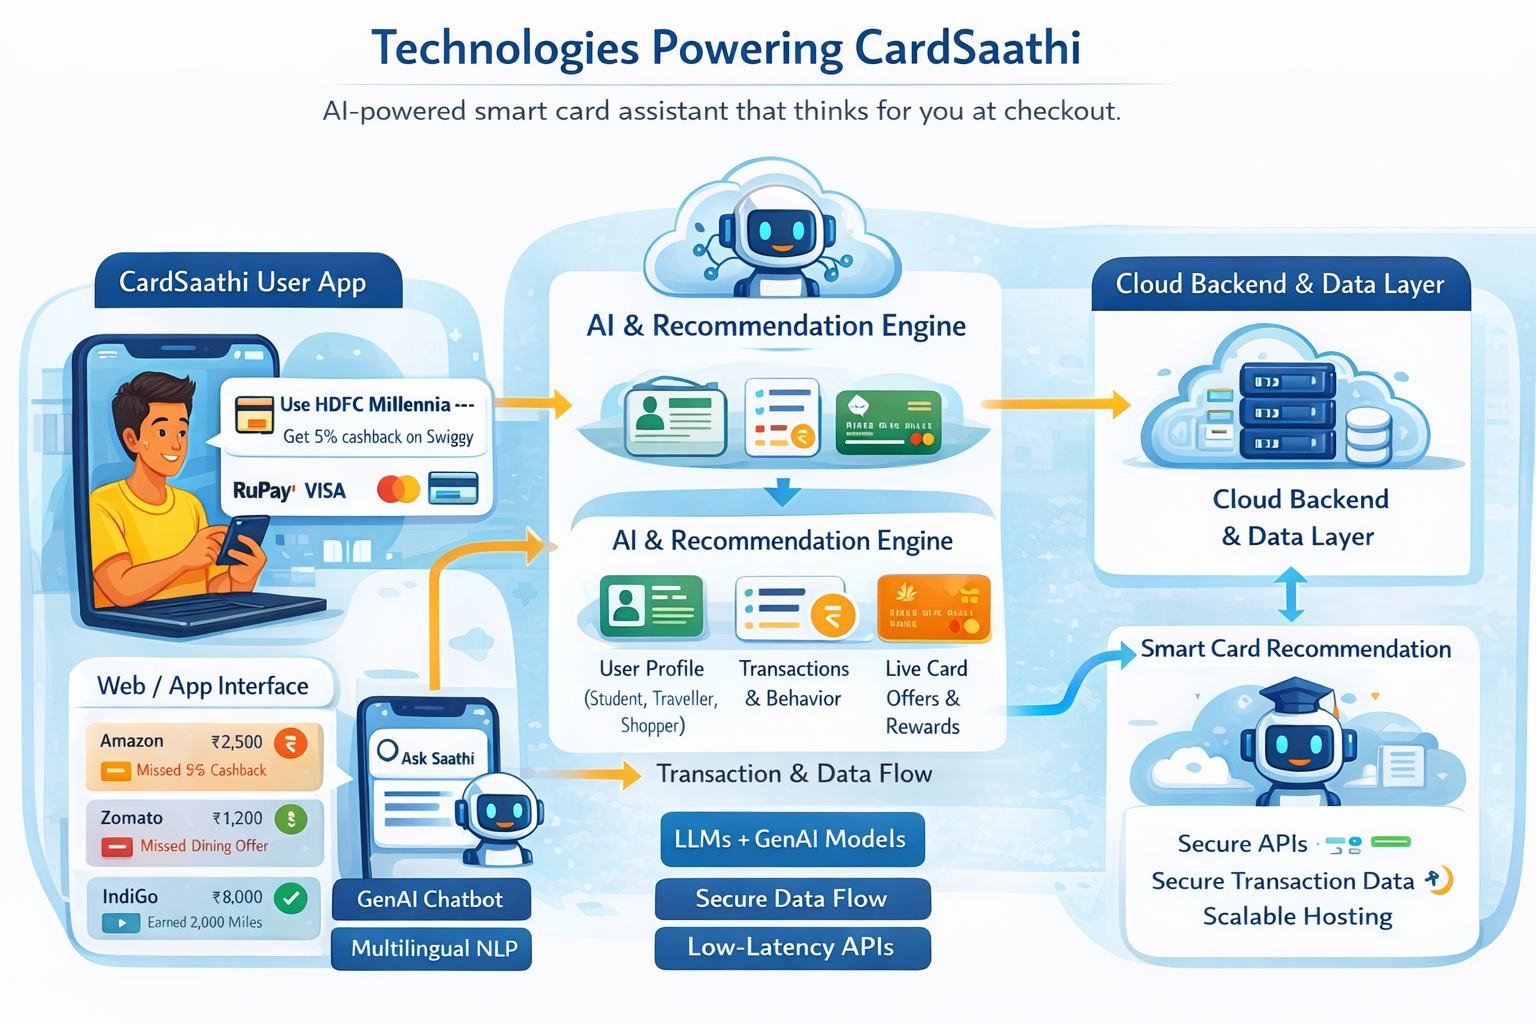 Technologies Powering CardSaathi
AI-powered smart card assistant that thinks for you at checkout.
CardSaathi User App
Use HDFC Millennia ---
Get 5% cashback on Swiggy
RuPay VISA
Web / App Interface
Amazon ₹2,500
Missed 5% Cashback
Zomato ₹1,200
Missed Dining Offer
IndiGo ₹8,000
Earned 2,000 Miles
Ask Saathi
GenAI Chatbot
Multilingual NLP
AI & Recommendation Engine
AI & Recommendation Engine
User Profile
(Student, Traveller,
Shopper)
Transactions
& Behavior
Live Card
Offers &
Rewards
Transaction & Data Flow
LLMs + GenAI Models
Secure Data Flow
Low-Latency APIs
Cloud Backend & Data Layer
Cloud Backend
& Data Layer
Smart Card Recommendation
Secure APIs
Secure Transaction Data
Scalable Hosting